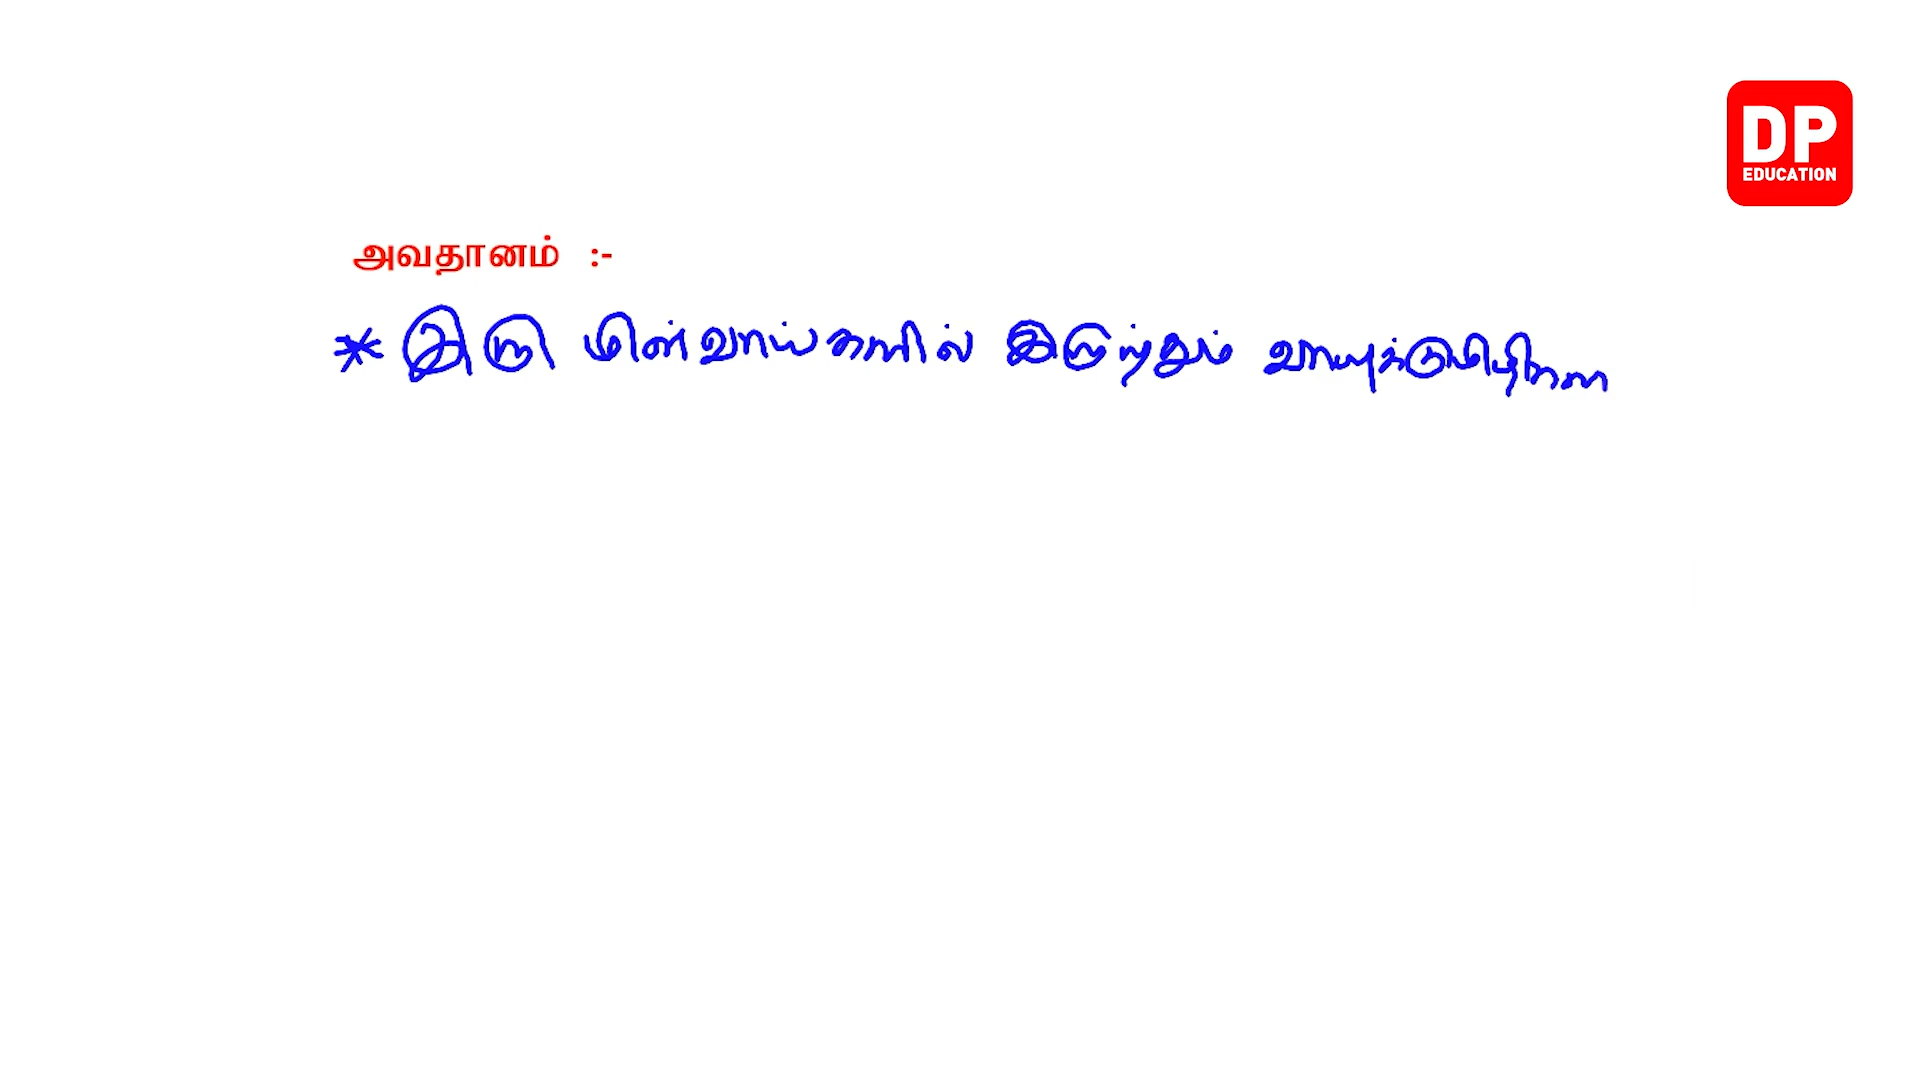 DP
EDUCATION
அவதானம் :-
* இரு மின்வாய்களில் இருந்தும் வாயுக்குமிழிகள